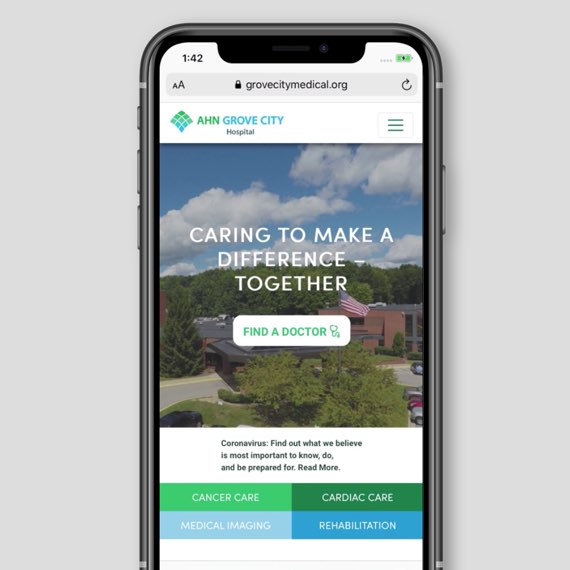 1:42
AA
grovecitymedical.org
AHN GROVE CITY
Hospital
CARING TO MAKE A
DIFFERENCE –
TOGETHER
FIND A DOCTOR
Coronavirus: Find out what we believe
is most important to know, do,
and be prepared for. Read More.
CANCER CARE
CARDIAC CARE
MEDICAL IMAGING
REHABILITATION